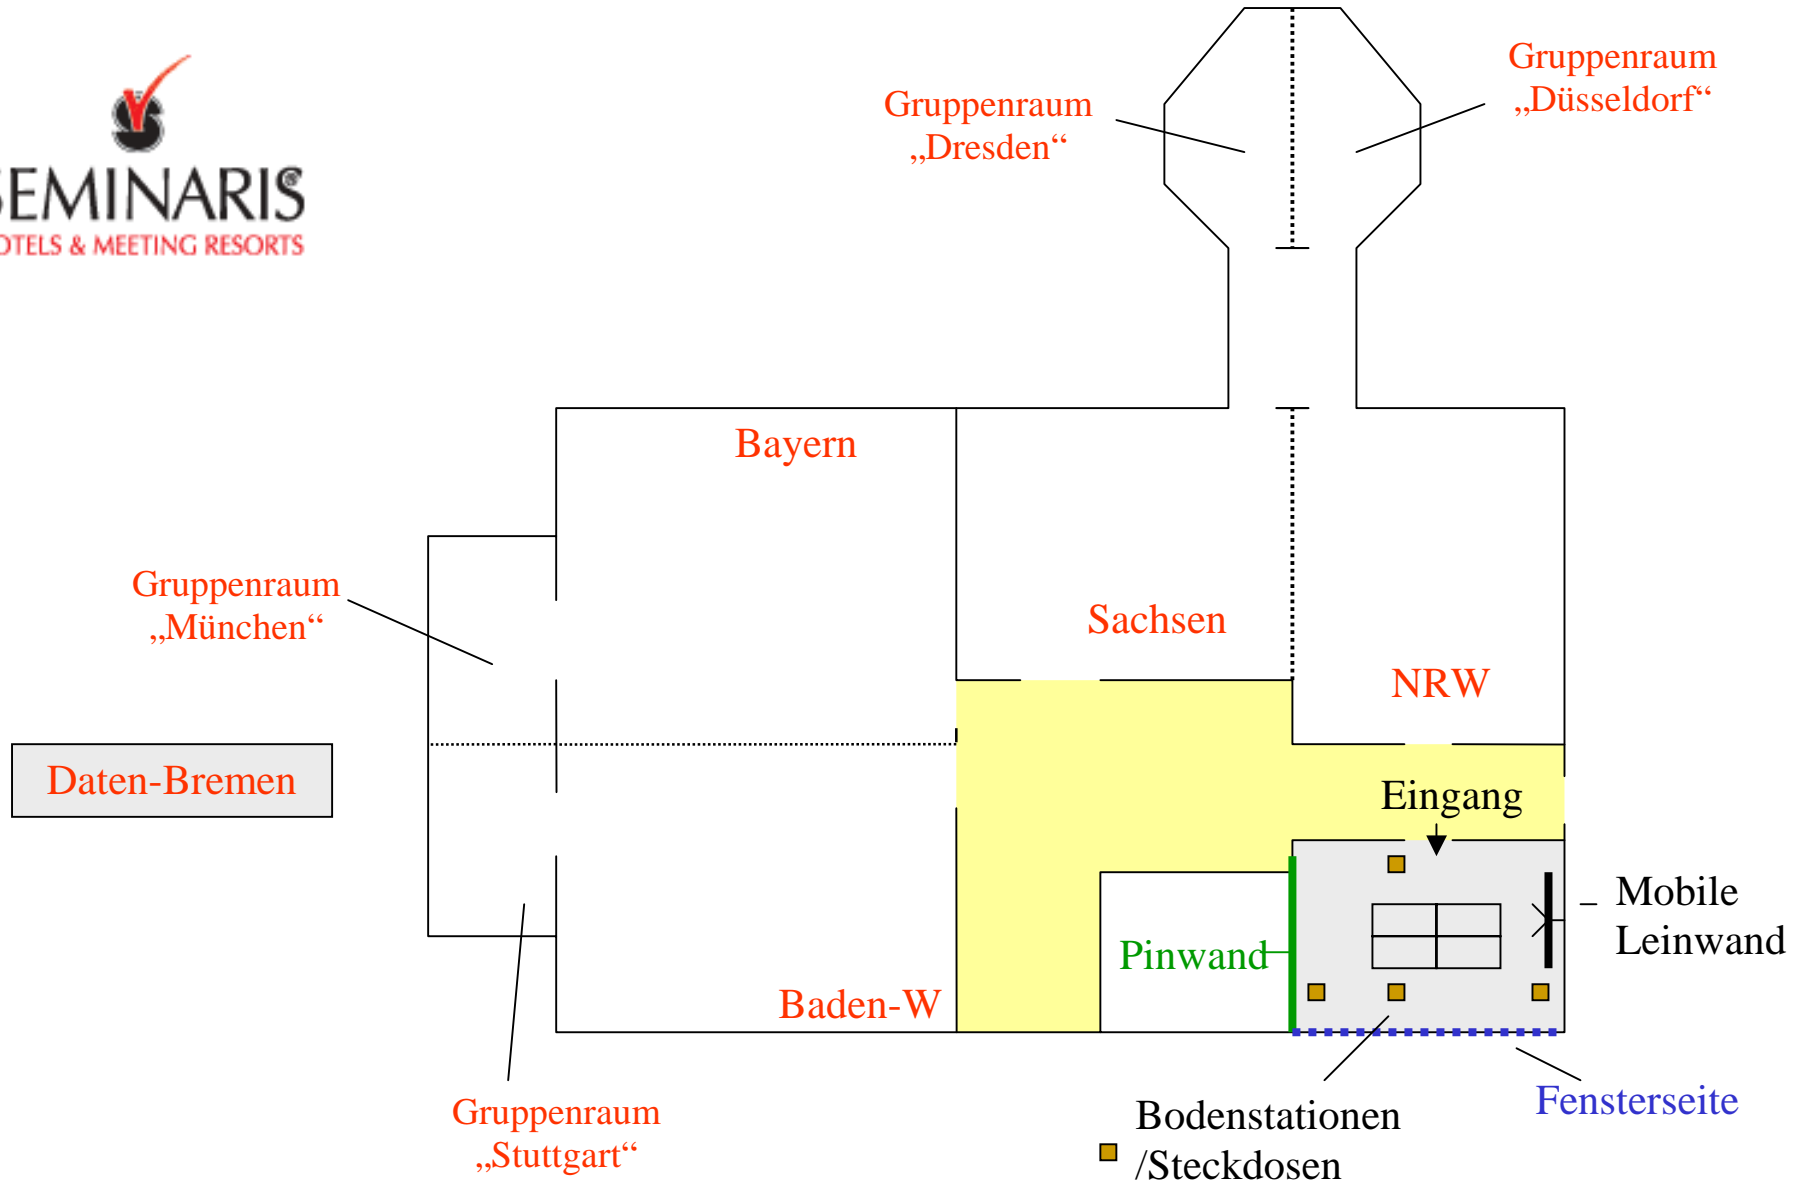 SEMINARIS
HOTELS & MEETING RESORTS
Gruppenraum
„Dresden“
Gruppenraum
„Düsseldorf“
Bayern
Gruppenraum
„München“
Sachsen
NRW
Daten-Bremen
Eingang
Mobile
Leinwand
Pinwand
Baden-W
Gruppenraum
„Stuttgart“
Bodenstationen
/Steckdosen
Fensterseite